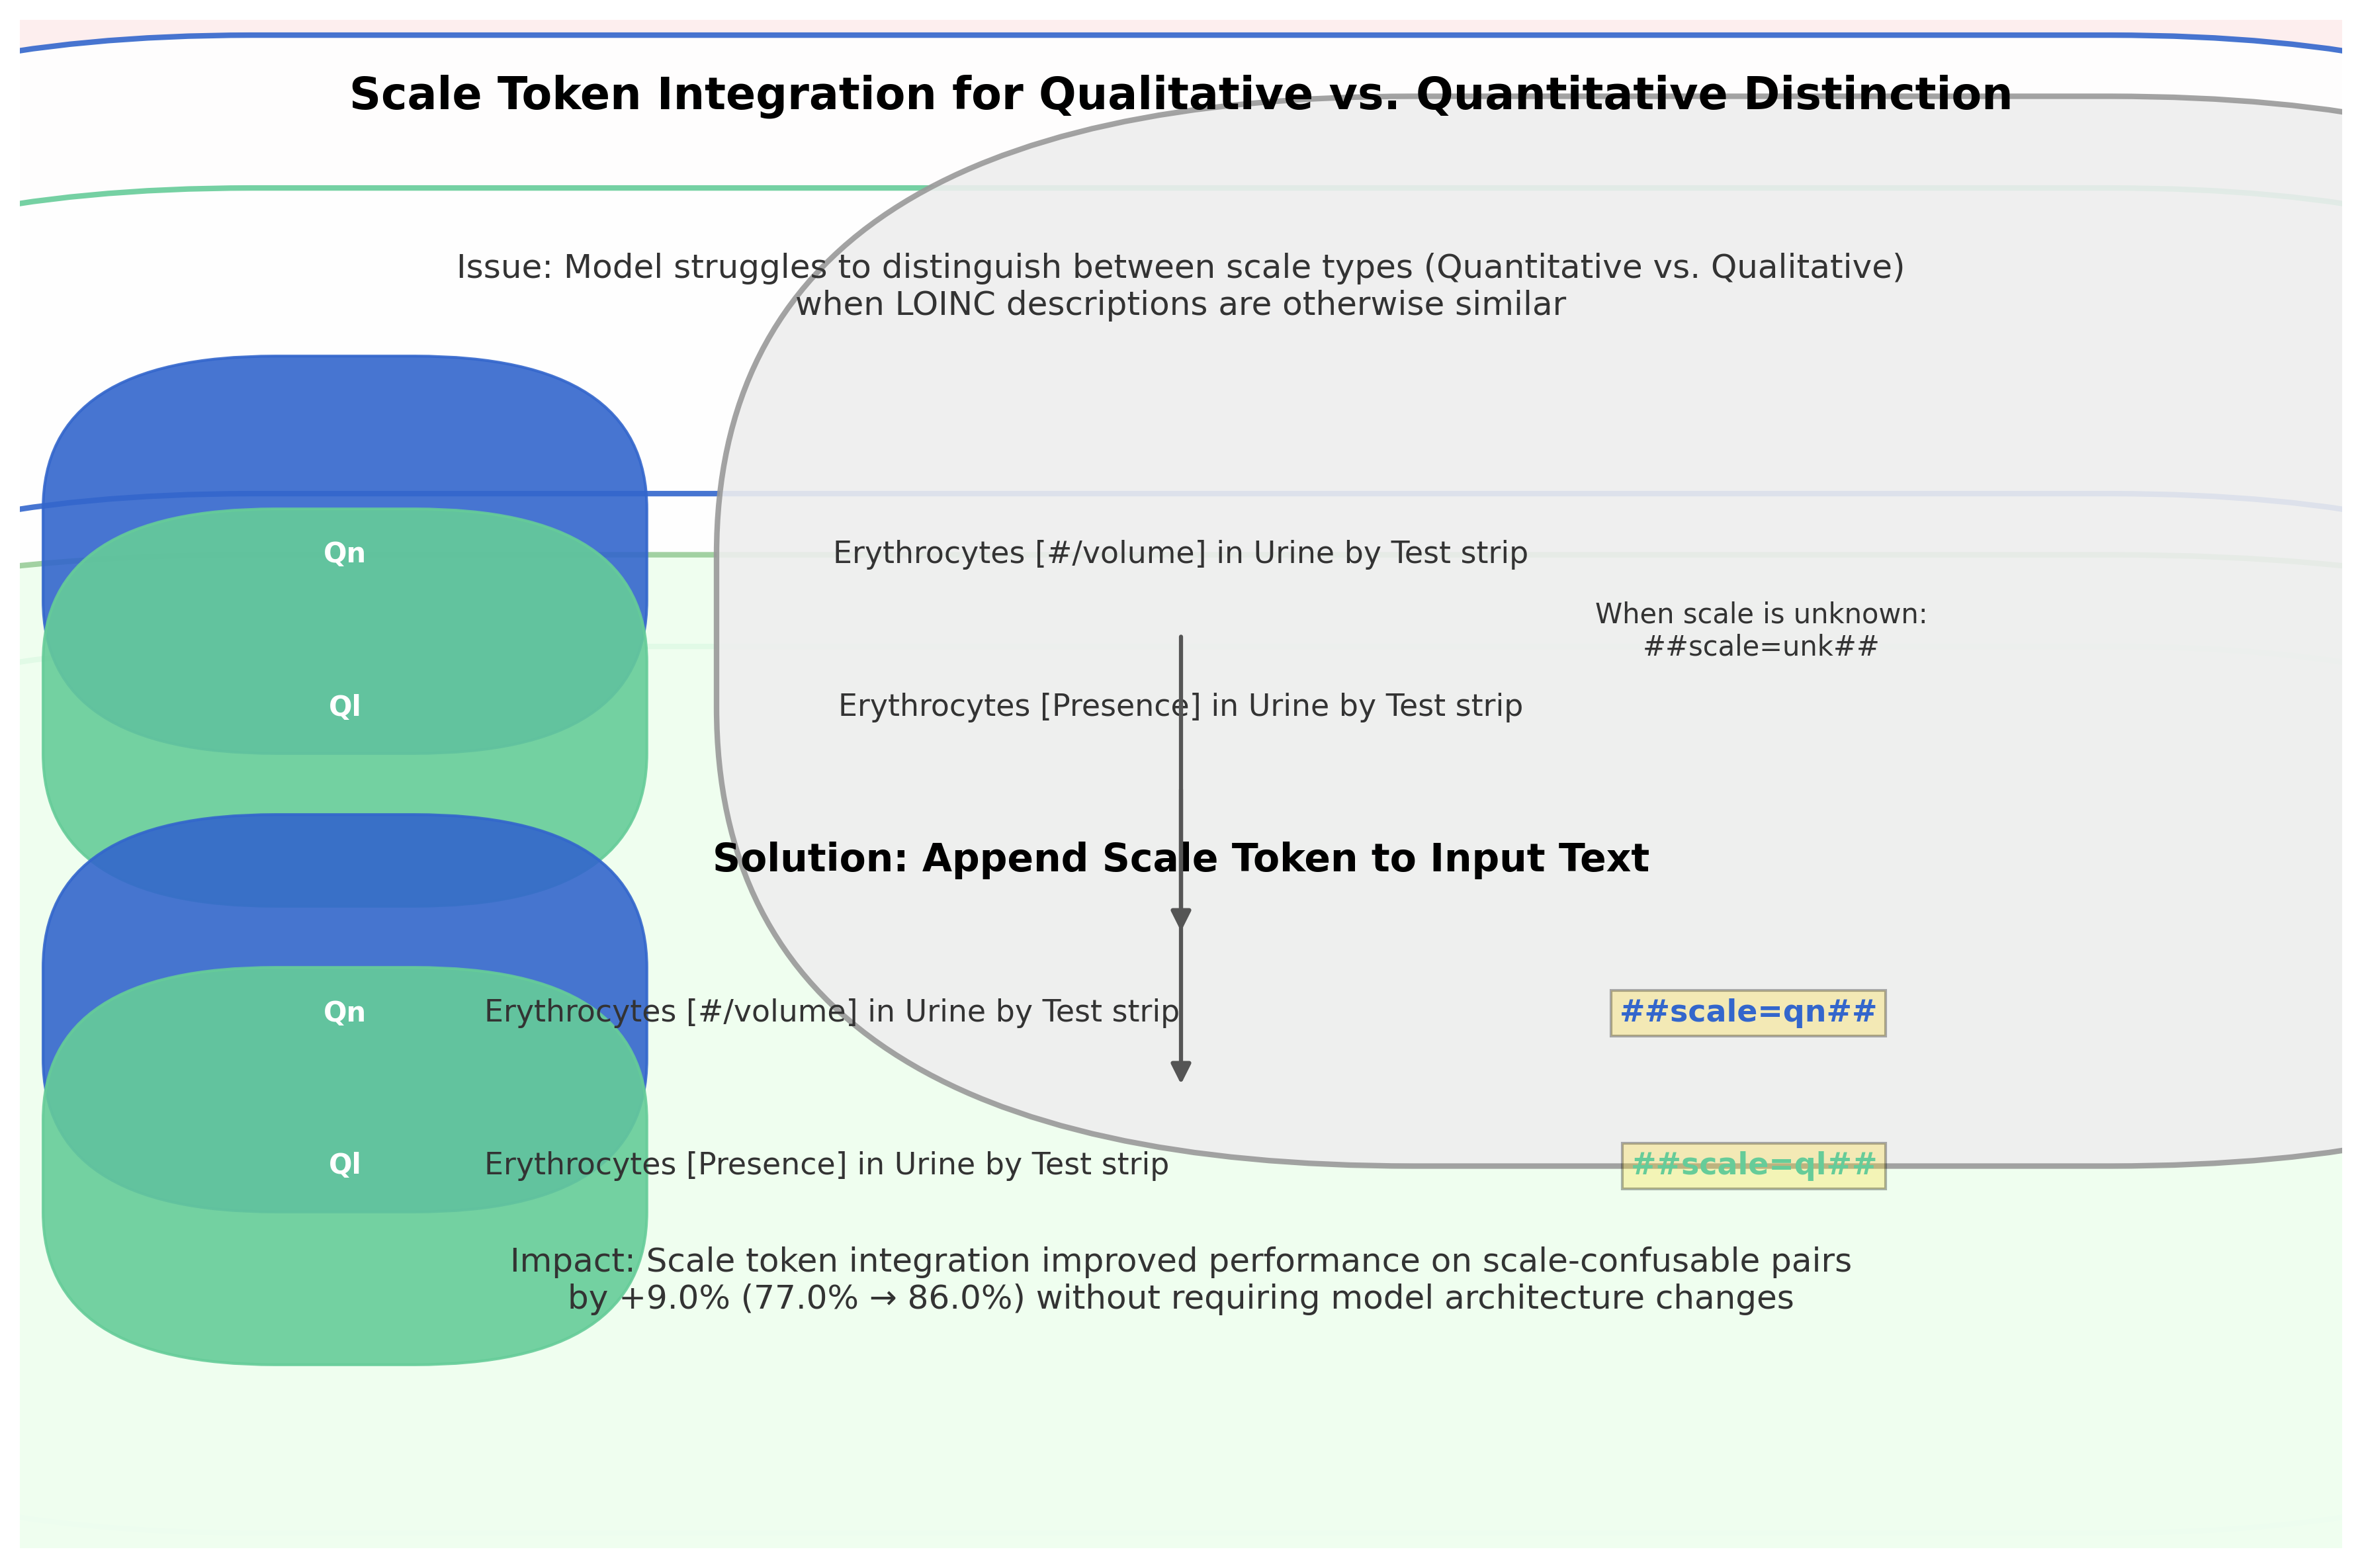 Scale Token Integration for Qualitative vs. Quantitative Distinction
Issue: Model struggles to distinguish between scale types (Quantitative vs. Qualitative)
when LOINC descriptions are otherwise similar
Qn
Erythrocytes [#/volume] in Urine by Test strip
When scale is unknown:
##scale=unk##
Ql
Erythrocytes [Presence] in Urine by Test strip
Solution: Append Scale Token to Input Text
Qn
Erythrocytes [#/volume] in Urine by Test strip
##scale=qn##
Ql
Erythrocytes [Presence] in Urine by Test strip
##scale=ql##
Impact: Scale token integration improved performance on scale-confusable pairs
by +9.0% (77.0% → 86.0%) without requiring model architecture changes